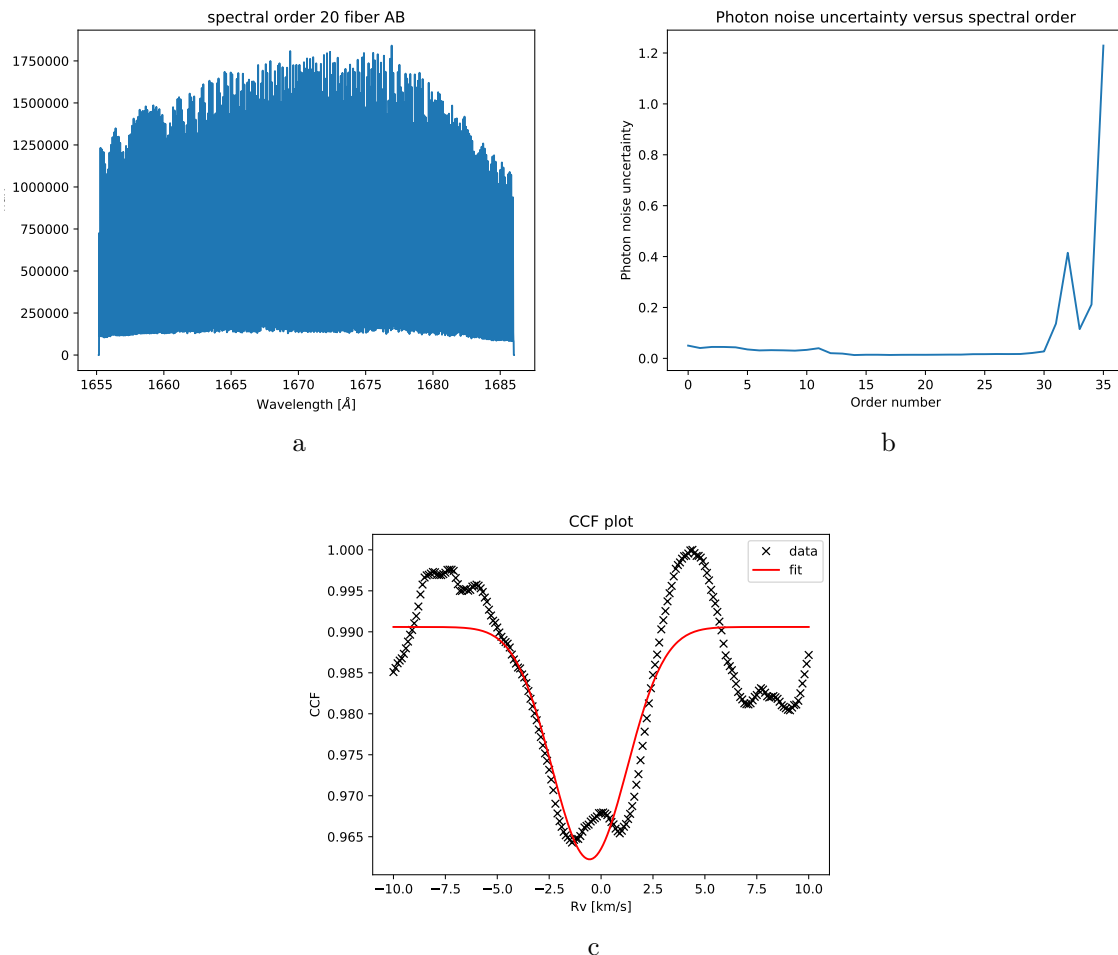 spectral order 20 fiber AB
1750000
1500000
1250000
1000000
750000
500000
250000
0
1655 1660 1665 1670 1675 1680 1685
Wavelength [Å]
a
Photon noise uncertainty versus spectral order
Photon noise uncertainty
1.2
1.0
0.8
0.6
0.4
0.2
0.0
0 5 10 15 20 25 30 35
Order number
b
CCF plot
CCF
1.000
0.995
0.990
0.985
0.980
0.975
0.970
0.965
data
fit
−10.0 −7.5 −5.0 −2.5 0.0 2.5 5.0 7.5 10.0
Rv [km/s]
c